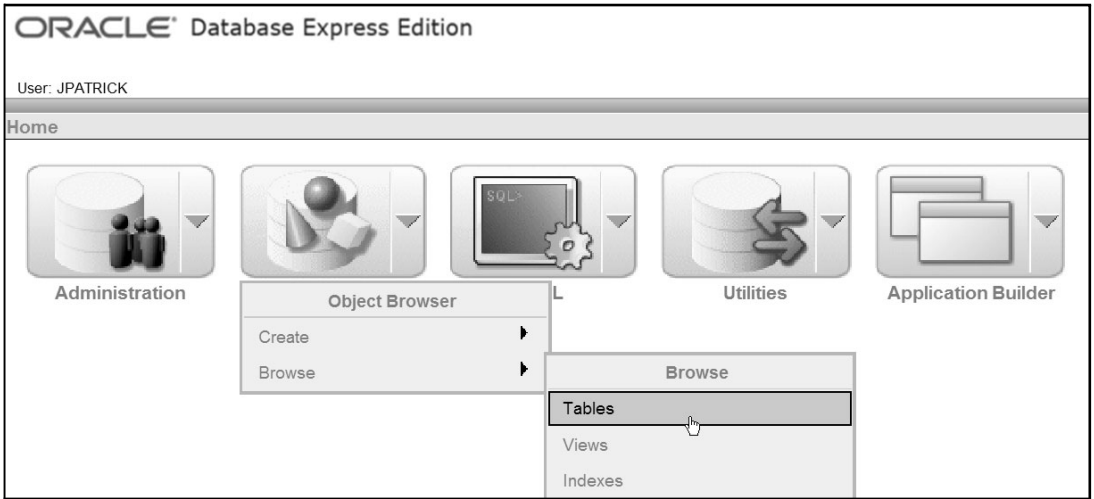 ORACLE® Database Express Edition
User: JPATRICK
Home
SQL>
Administration
L
Utilities
Application Builder
Object Browser
Create
Browse
Browse
Tables
Views
Indexes